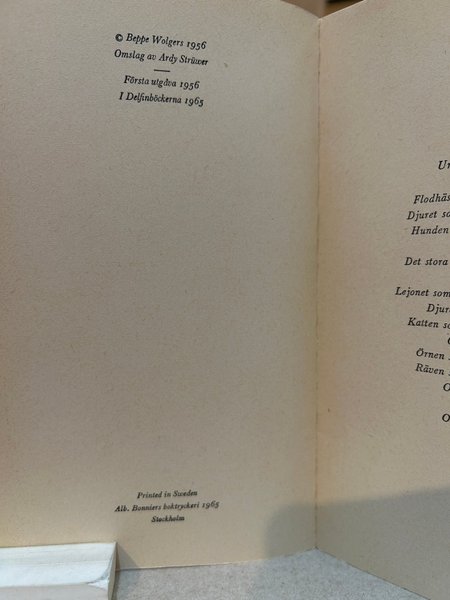 © Beppe Wolgers 1956
Omslag av Ardy Strüwer
Första utgåva 1956
I Delfinböckerna 1965
Printed in Sweden
Alb. Bonniers boktryckeri 1965
Stockholm
Flodhäs
Djuret so
Hunden
Det stora
Lejonet som
Djur
Katten so
Örnen
Räven